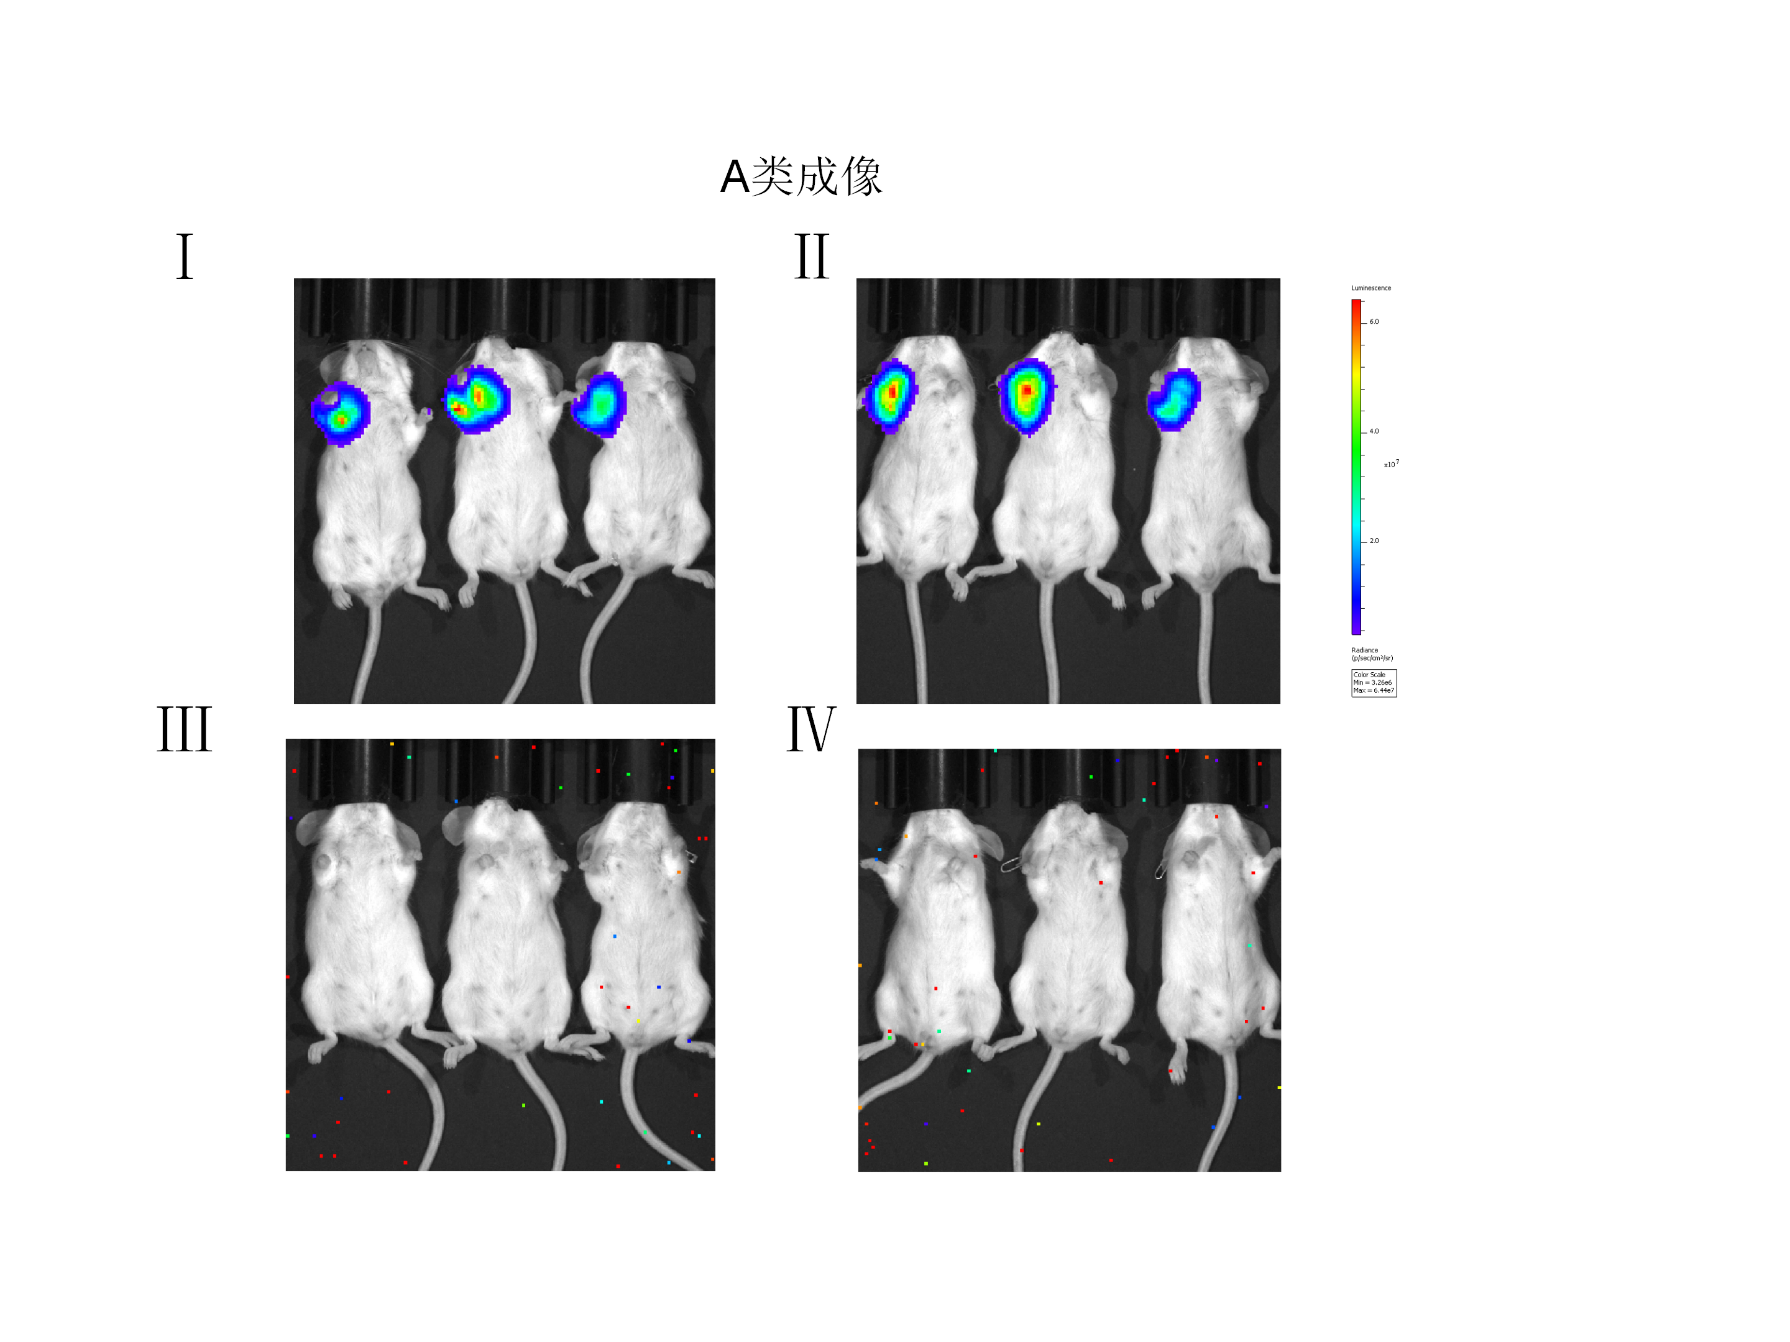 A类成像
I
II
Luminescence
6.0
4.0
x10⁷
2.0
Radiance
(p/sec/cm²/sr)
Color Scale
Min = 3.26e6
Max = 6.44e7
III
IV